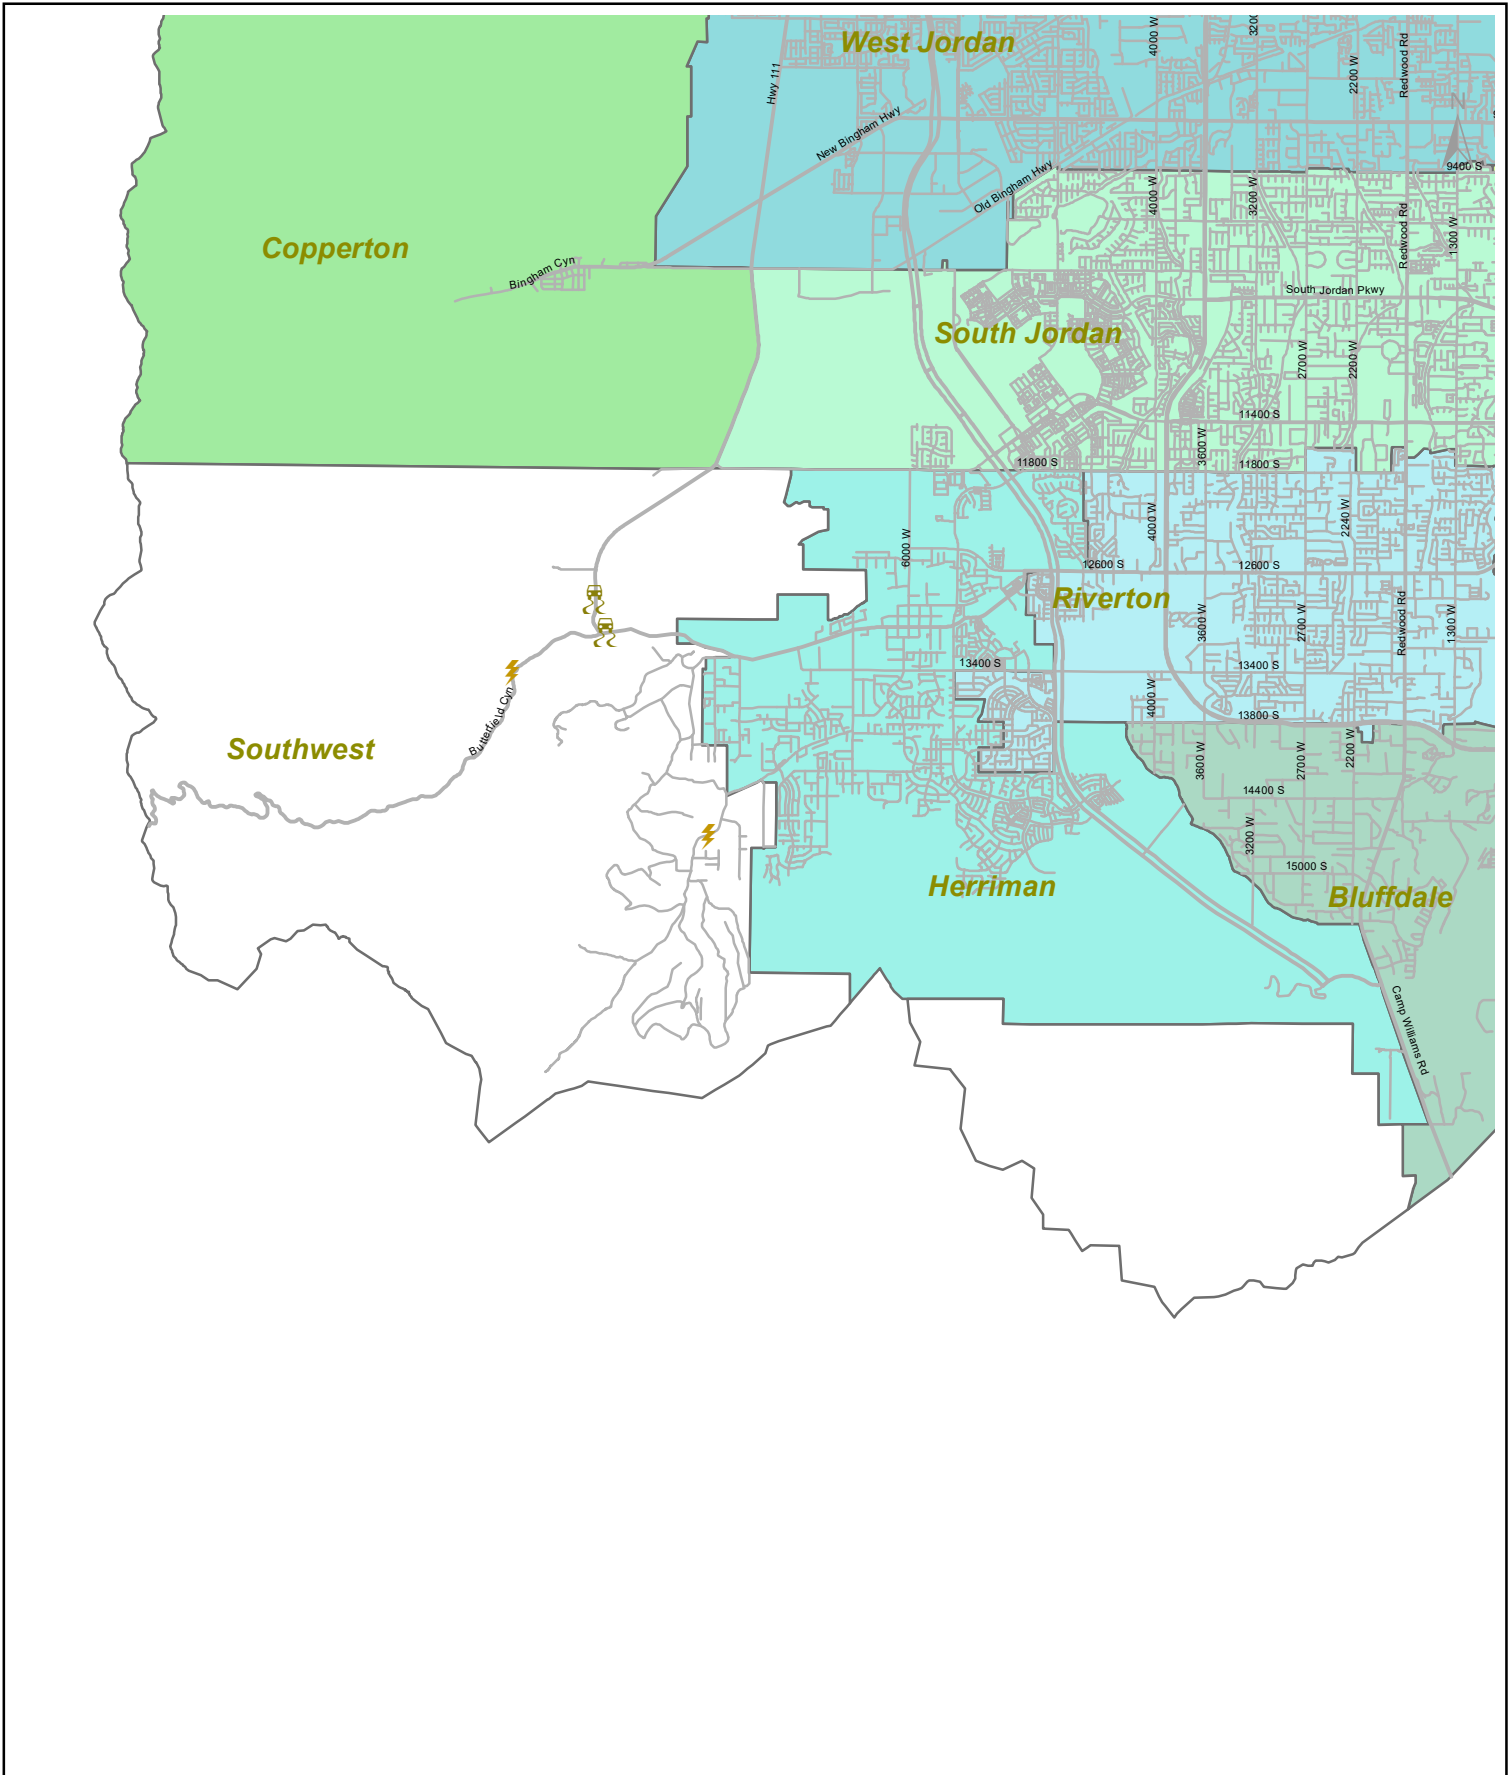 West Jordan
4000 W
3200
2200 W
Redwood Rd
Hwy 111
New Bingham Hwy
N
9400 S
Old Bingham Hwy
4000 W
3200 W
Redwood Rd
1300 W
Copperton
Bingham Cyn
South Jordan Pkwy
South Jordan
2700 W
2200 W
11400 S
3600 W
11800 S
11800 S
6000 W
4000 W
2240 W
12600 S
12600 S
Riverton
3600 W
2700 W
Redwood Rd
1300 W
13400 S
13400 S
Butterfield Cyn
4000 W
13800 S
Southwest
3600 W
2700 W
2200 W
14400 S
3200 W
15000 S
Herriman
Bluffdale
Camp Williams Rd